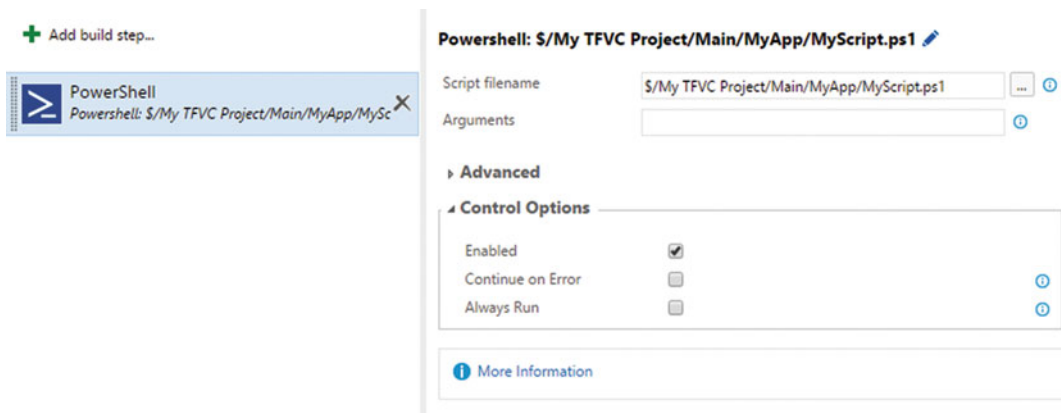 Add build step...
PowerShell
Powershell: $/My TFVC Project/Main/MyApp/MySc
Powershell: $/My TFVC Project/Main/MyApp/MyScript.ps1
Script filename
$/My TFVC Project/Main/MyApp/MyScript.ps1
...
Arguments
Advanced
Control Options
Enabled
Continue on Error
Always Run
More Information